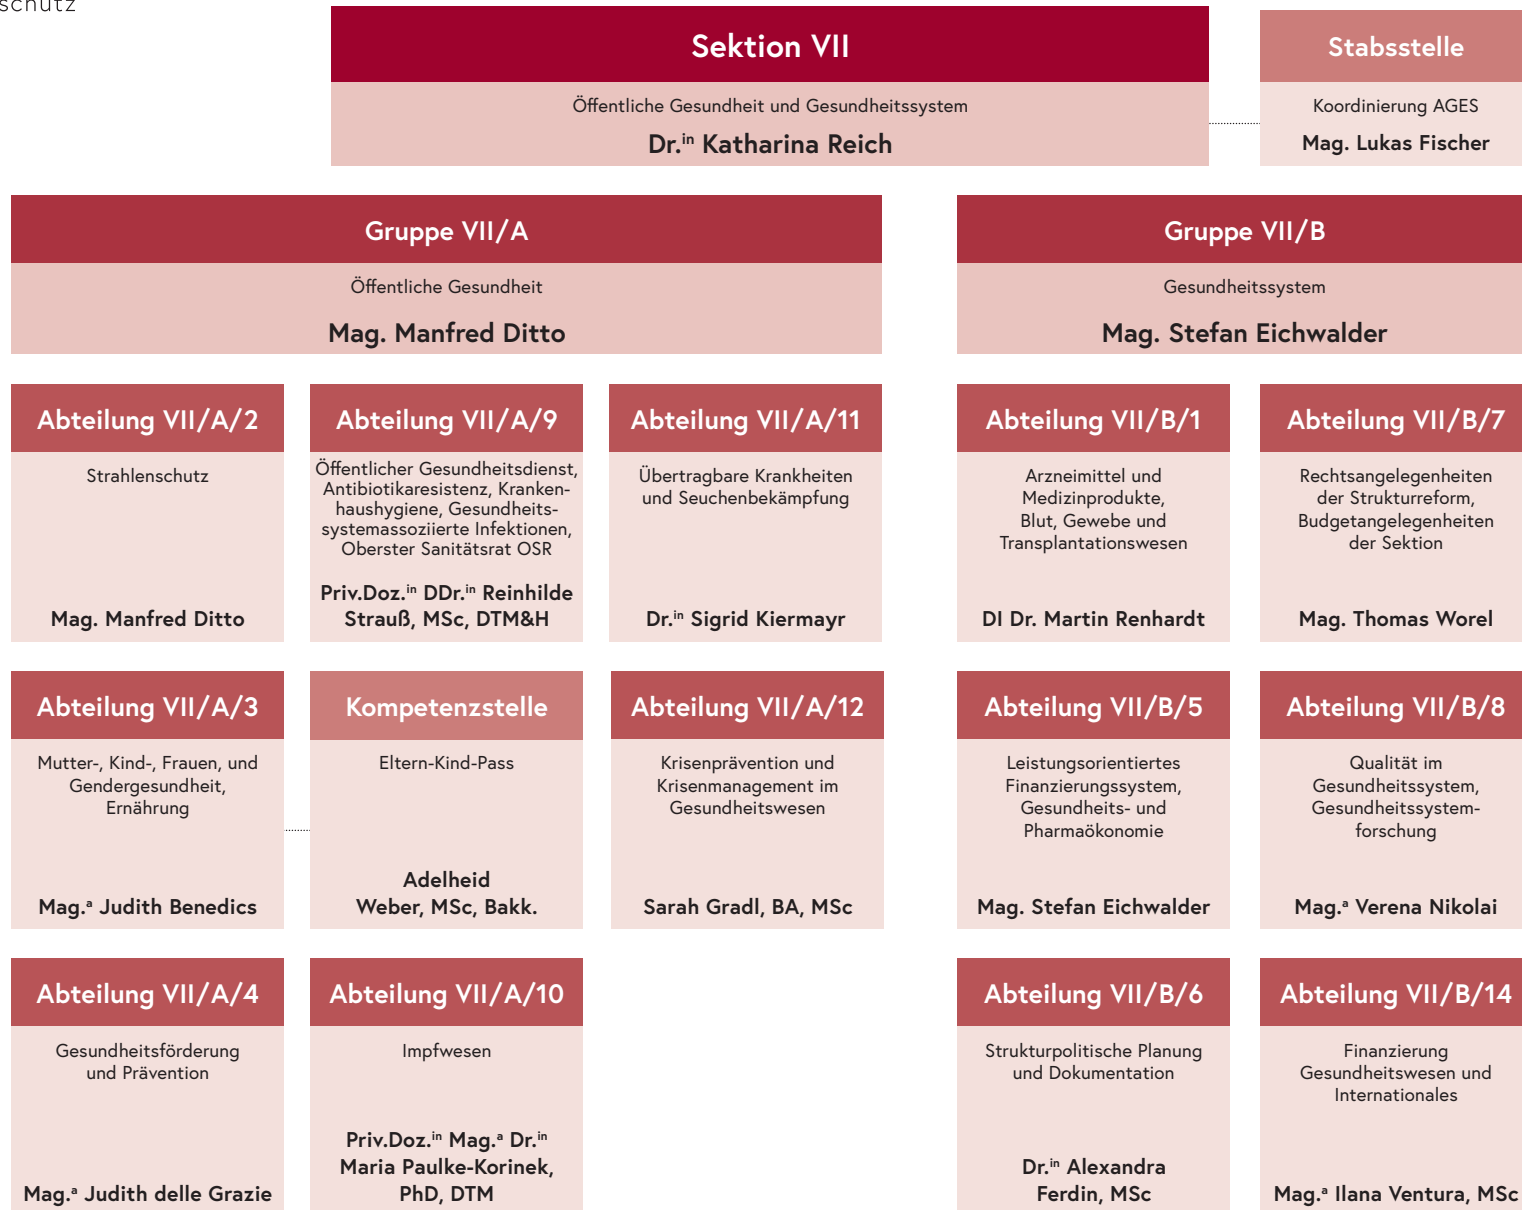 schutz
Sektion VII
Öffentliche Gesundheit und Gesundheitssystem
Dr.ⁱⁿ Katharina Reich
Stabsstelle
Koordinierung AGES
Mag. Lukas Fischer
Gruppe VII/A
Öffentliche Gesundheit
Mag. Manfred Ditto
Gruppe VII/B
Gesundheitssystem
Mag. Stefan Eichwalder
Abteilung VII/A/2
Strahlenschutz
Mag. Manfred Ditto
Abteilung VII/A/9
Öffentlicher Gesundheitsdienst,
Antibiotikaresistenz, Kranken-
haushygiene, Gesundheits-
systemassoziierte Infektionen,
Oberster Sanitätsrat OSR
Priv.Doz.ⁱⁿ DDr.ⁱⁿ Reinhilde
Strauß, MSc, DTM&H
Abteilung VII/A/11
Übertragbare Krankheiten
und Seuchenbekämpfung
Dr.ⁱⁿ Sigrid Kiermayr
Abteilung VII/B/1
Arzneimittel und
Medizinprodukte,
Blut, Gewebe und
Transplantationswesen
DI Dr. Martin Renhardt
Abteilung VII/B/7
Rechtsangelegenheiten
der Strukturreform,
Budgetangelegenheiten
der Sektion
Mag. Thomas Worel
Abteilung VII/A/3
Mutter-, Kind-, Frauen, und
Gendergesundheit,
Ernährung
Mag.ᵃ Judith Benedics
Kompetenzstelle
Eltern-Kind-Pass
Adelheid
Weber, MSc, Bakk.
Abteilung VII/A/12
Krisenprävention und
Krisenmanagement im
Gesundheitswesen
Sarah Gradl, BA, MSc
Abteilung VII/B/5
Leistungsorientiertes
Finanzierungssystem,
Gesundheits- und
Pharmaökonomie
Mag. Stefan Eichwalder
Abteilung VII/B/8
Qualität im
Gesundheitssystem,
Gesundheitssystem-
forschung
Mag.ᵃ Verena Nikolai
Abteilung VII/A/4
Gesundheitsförderung
und Prävention
Mag.ᵃ Judith delle Grazie
Abteilung VII/A/10
Impfwesen
Priv.Doz.ⁱⁿ Mag.ᵃ Dr.ⁱⁿ
Maria Paulke-Korinek,
PhD, DTM
Abteilung VII/B/6
Strukturpolitische Planung
und Dokumentation
Dr.ⁱⁿ Alexandra
Ferdin, MSc
Abteilung VII/B/14
Finanzierung
Gesundheitswesen und
Internationales
Mag.ᵃ Ilana Ventura, MSc